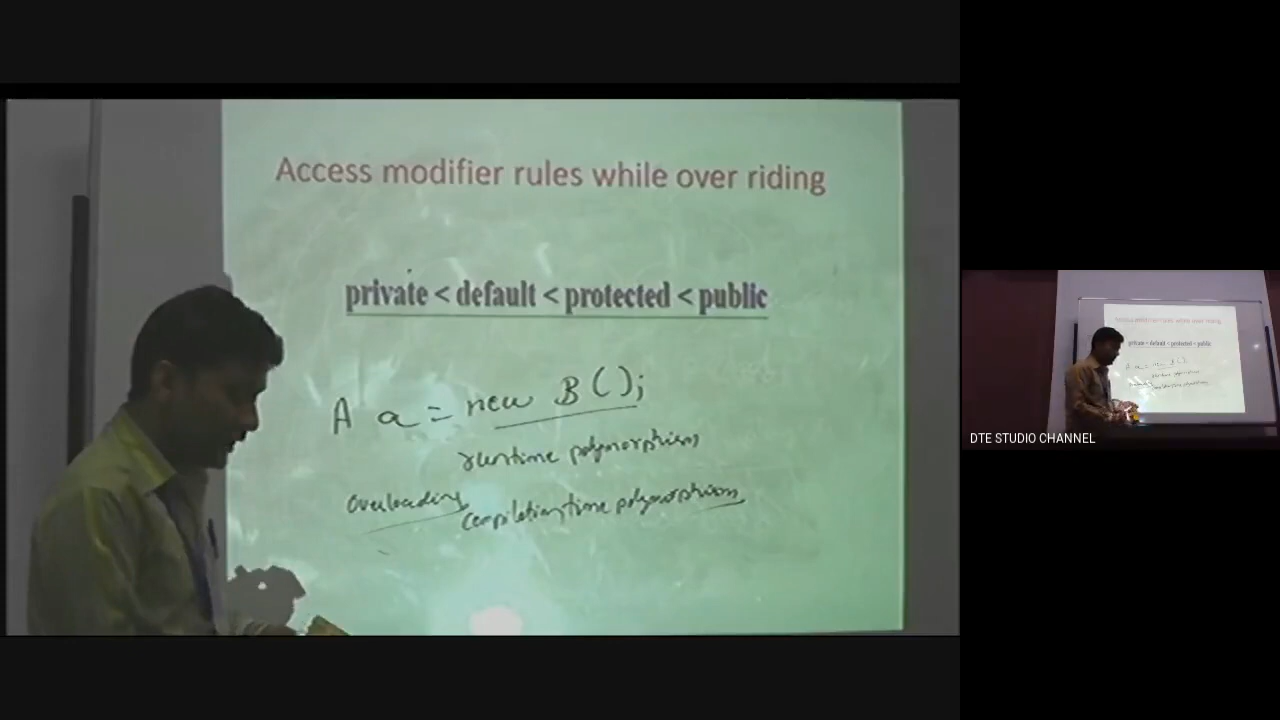 Access modifier rules while over riding
private < default < protected < public
A a = new B();
runtime polymorphism
overloading
compilation time polymorphism
DTE STUDIO CHANNEL